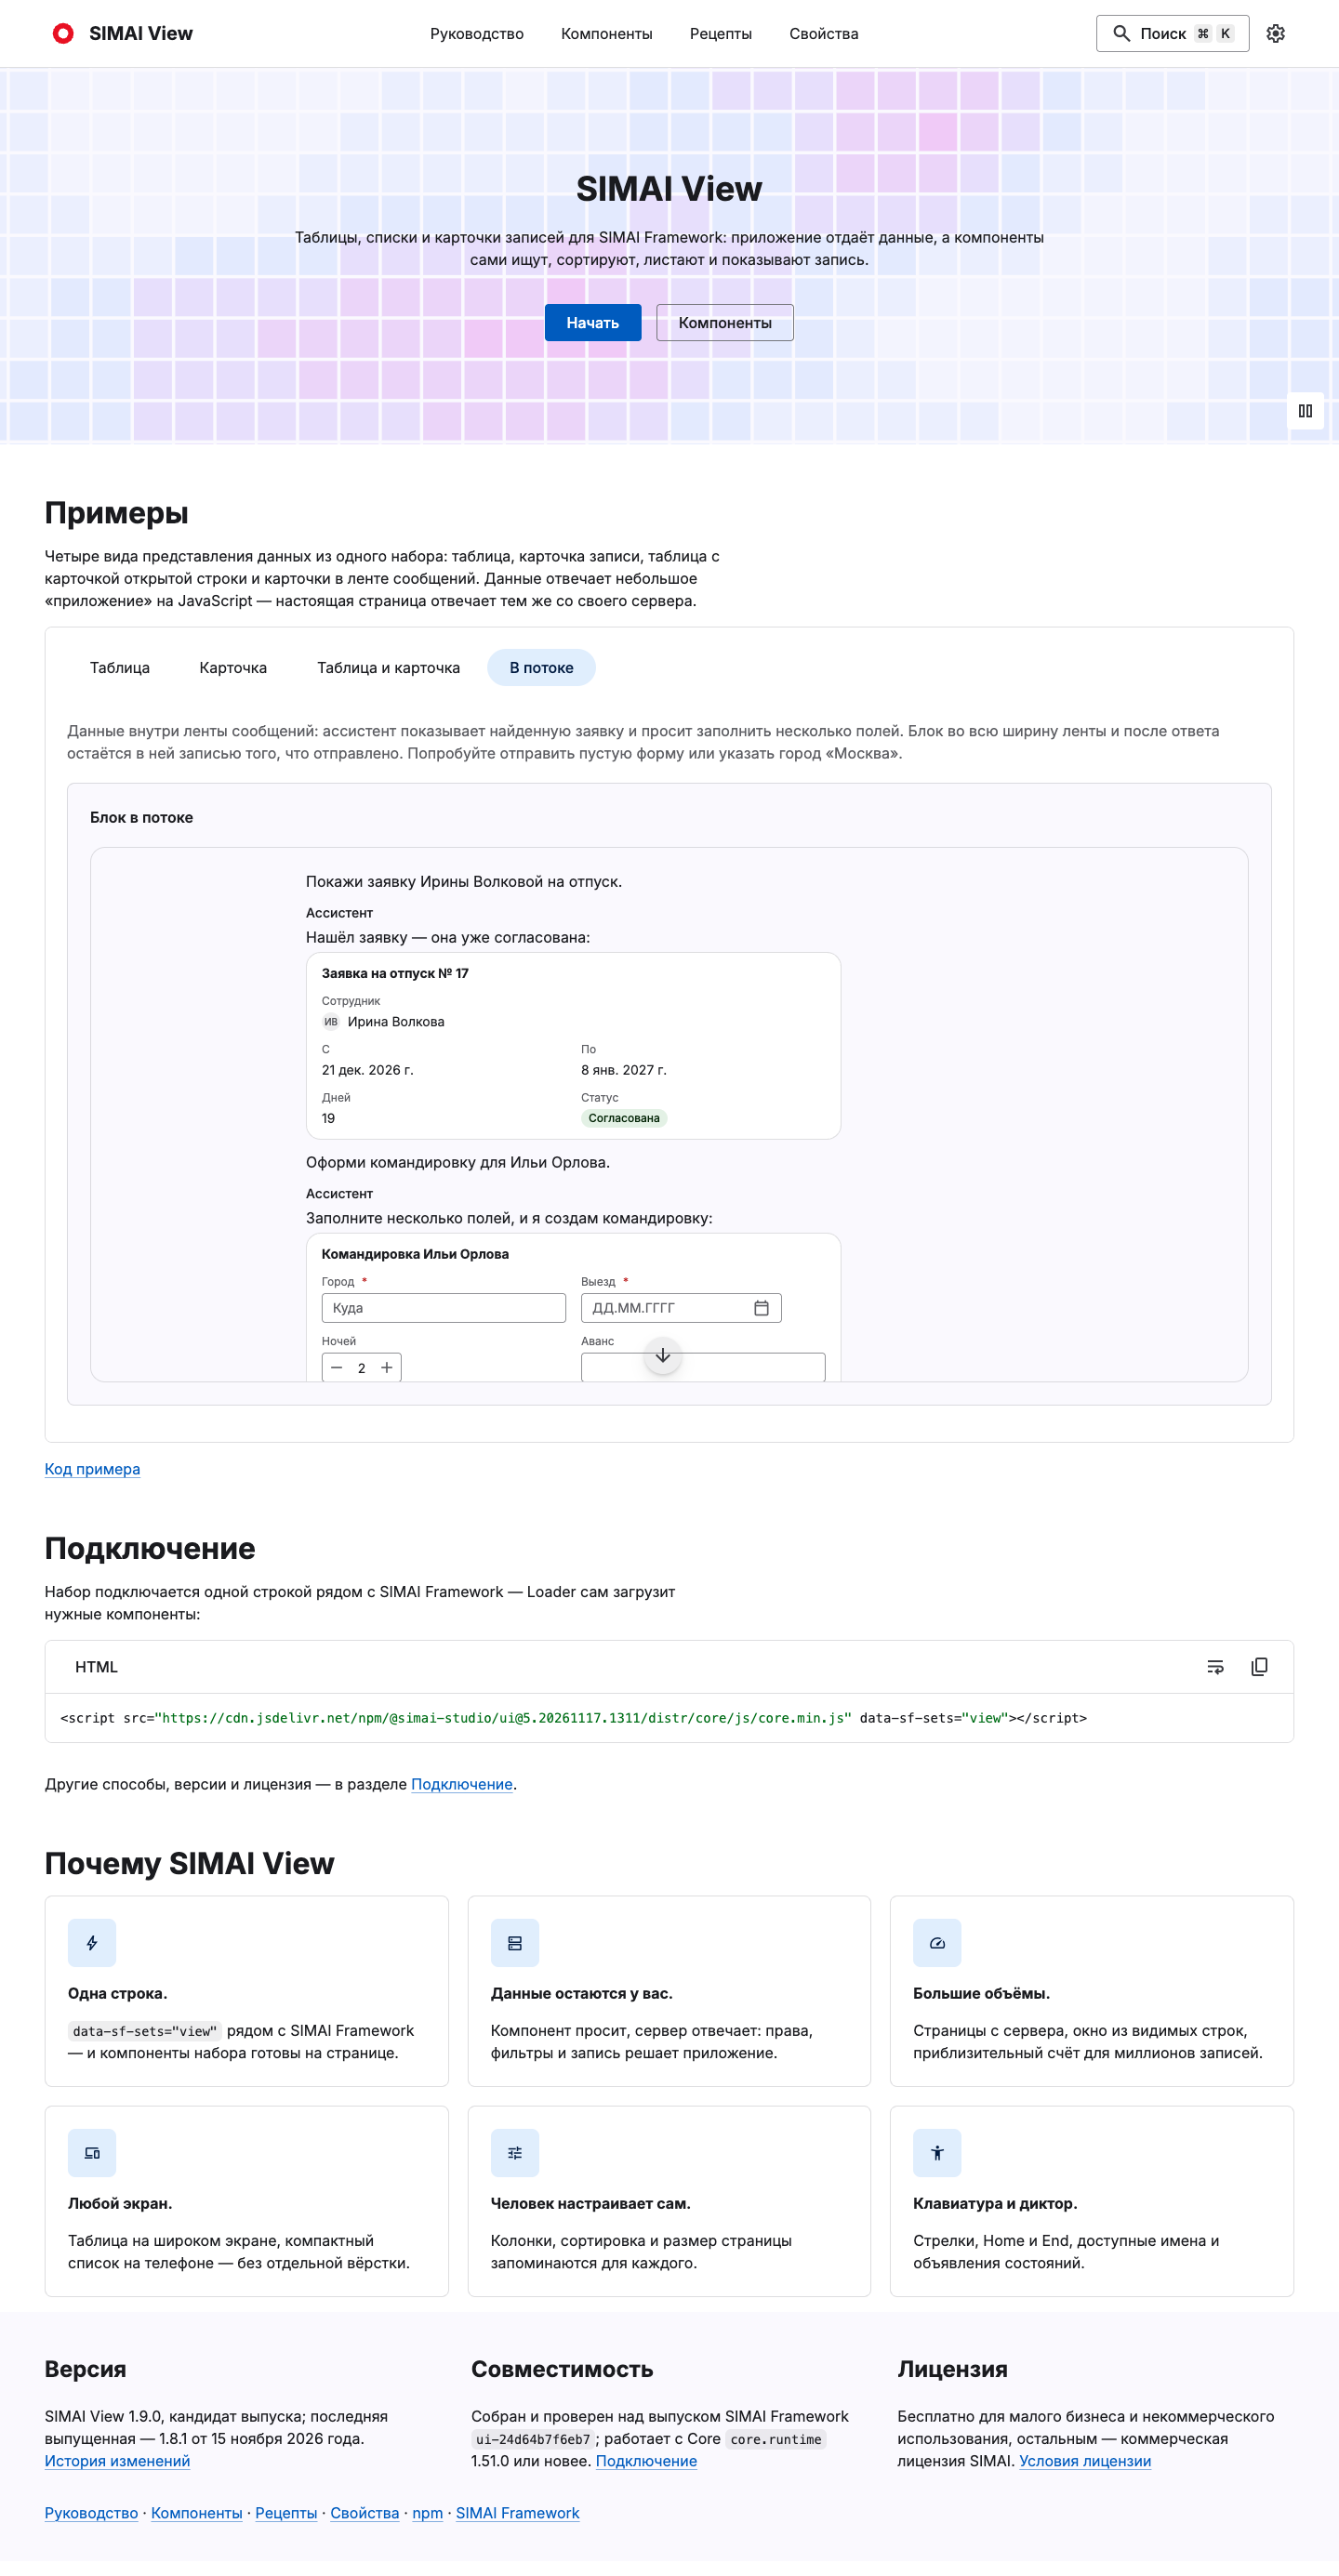 SIMAI View
Руководство
Компоненты
Рецепты
Свойства
Поиск ⌘ K
SIMAI View
Таблицы, списки и карточки записей для SIMAI Framework: приложение отдаёт данные, а компоненты
сами ищут, сортируют, листают и показывают запись.
Начать
Компоненты
Примеры
Четыре вида представления данных из одного набора: таблица, карточка записи, таблица с
карточкой открытой строки и карточки в ленте сообщений. Данные отвечает небольшое
«приложение» на JavaScript — настоящая страница отвечает тем же со своего сервера.
Таблица
Карточка
Таблица и карточка
В потоке
Данные внутри ленты сообщений: ассистент показывает найденную заявку и просит заполнить несколько полей. Блок во всю ширину ленты и после ответа
остаётся в ней записью того, что отправлено. Попробуйте отправить пустую форму или указать город «Москва».
Блок в потоке
Покажи заявку Ирины Волковой на отпуск.
Ассистент
Нашёл заявку — она уже согласована:
Заявка на отпуск № 17
Сотрудник
ИВ Ирина Волкова
С
По
21 дек. 2026 г.
8 янв. 2027 г.
Дней
Статус
19
Согласована
Оформи командировку для Ильи Орлова.
Ассистент
Заполните несколько полей, и я создам командировку:
Командировка Ильи Орлова
Город *
Выезд *
Куда
ДД.ММ.ГГГГ
Ночей
Аванс
2
Код примера
Подключение
Набор подключается одной строкой рядом с SIMAI Framework — Loader сам загрузит
нужные компоненты:
HTML
<script src="https://cdn.jsdelivr.net/npm/@simai-studio/ui@5.20261117.1311/distr/core/js/core.min.js" data-sf-sets="view"></script>
Другие способы, версии и лицензия — в разделе Подключение.
Почему SIMAI View
Одна строка.
data-sf-sets="view" рядом с SIMAI Framework
— и компоненты набора готовы на странице.
Данные остаются у вас.
Компонент просит, сервер отвечает: права,
фильтры и запись решает приложение.
Большие объёмы.
Страницы с сервера, окно из видимых строк,
приблизительный счёт для миллионов записей.
Любой экран.
Таблица на широком экране, компактный
список на телефоне — без отдельной вёрстки.
Человек настраивает сам.
Колонки, сортировка и размер страницы
запоминаются для каждого.
Клавиатура и диктор.
Стрелки, Home и End, доступные имена и
объявления состояний.
Версия
SIMAI View 1.9.0, кандидат выпуска; последняя
выпущенная — 1.8.1 от 15 ноября 2026 года.
История изменений
Совместимость
Собран и проверен над выпуском SIMAI Framework
ui-24d64b7f6eb7; работает с Core core.runtime
1.51.0 или новее. Подключение
Лицензия
Бесплатно для малого бизнеса и некоммерческого
использования, остальным — коммерческая
лицензия SIMAI. Условия лицензии
Руководство · Компоненты · Рецепты · Свойства · npm · SIMAI Framework